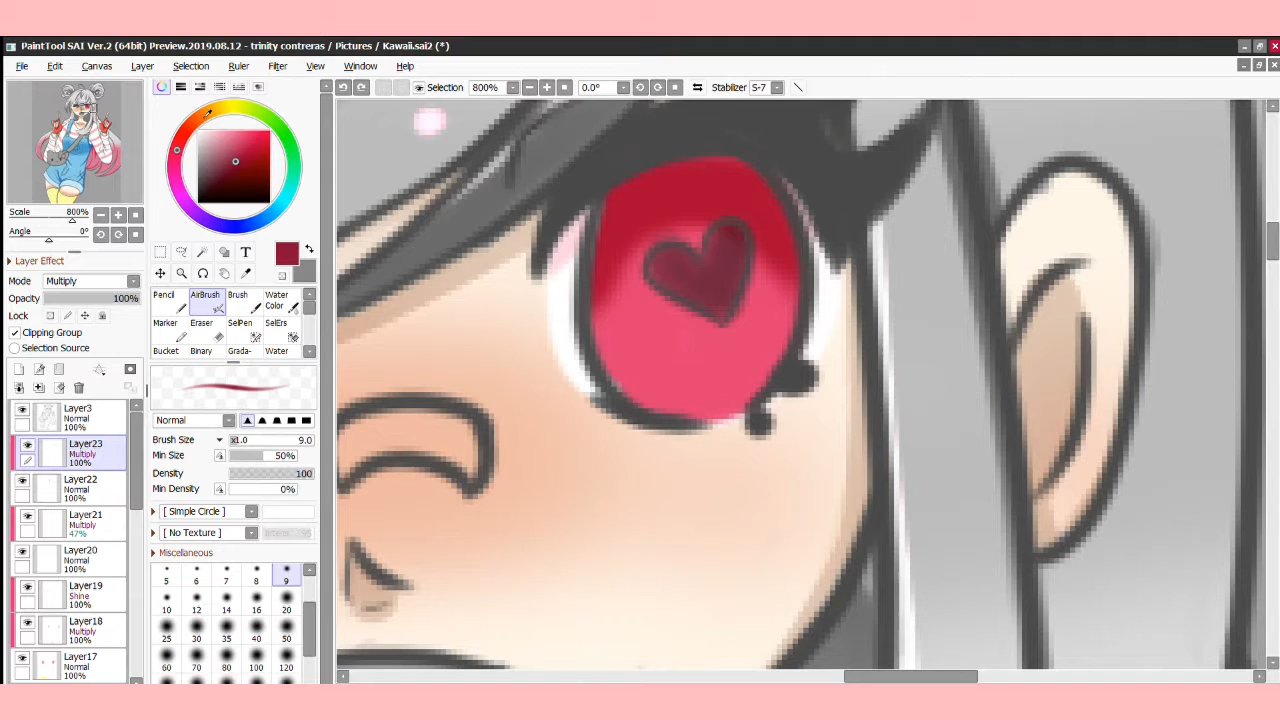 PaintTool SAI Ver.2 (64bit) Preview.2019.08.12 - trinity contreras / Pictures / Kawaii.sai2 (*)
File Edit Canvas Layer Selection Ruler Filter View Window Help
Selection 800% 0.0° Stabilizer S-7
Scale 800%
Angle 0°
Layer Effect
Mode Multiply
Opacity 100%
Lock
Clipping Group
Selection Source
Layer3
Normal
100%
Layer23
Multiply
100%
Layer22
Normal
100%
Layer21
Multiply
47%
Layer20
Normal
100%
Layer19
Shine
100%
Layer18
Multiply
100%
Layer17
Normal
100%
T
Pencil AirBrush Brush Water Color
Marker Eraser SelPen SelErs
Bucket Binary Grada-
Normal
Brush Size x1.0 9.0
Min Size 50%
Density 100
Min Density 0%
[ Simple Circle ]
[ No Texture ]
Miscellaneous
5 6 7 8 9
10 12 14 16 20
25 30 35 40 50
60 70 80 100 120